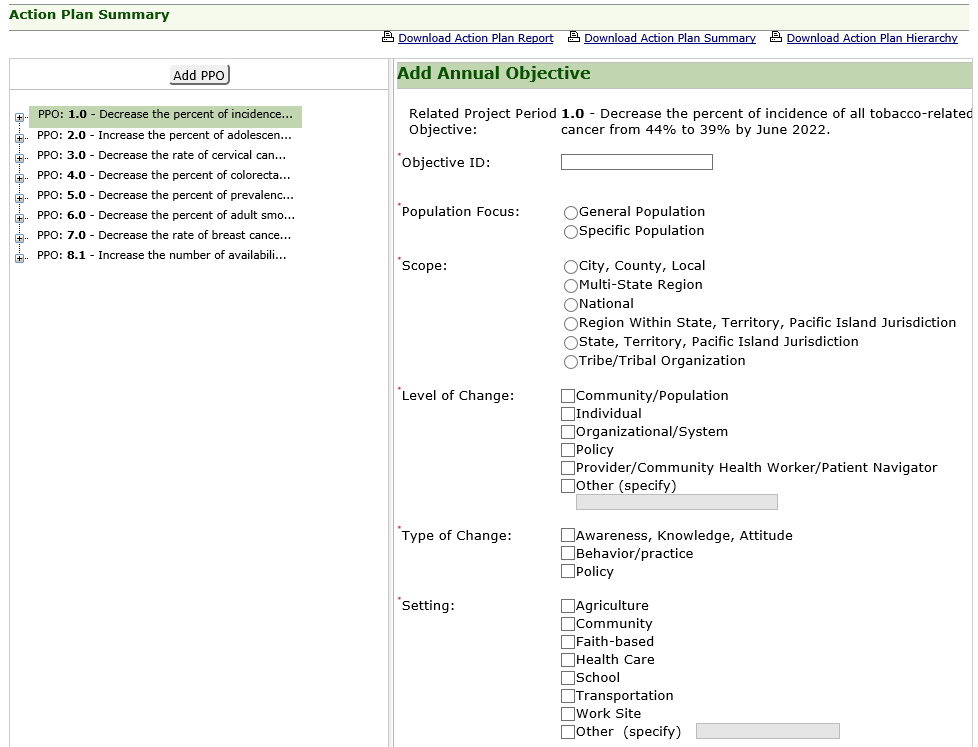 Action Plan Summary
Download Action Plan Report Download Action Plan Summary Download Action Plan Hierarchy
Add PPO
PPO: 1.0 - Decrease the percent of incidence...
PPO: 2.0 - Increase the percent of adolescen...
PPO: 3.0 - Decrease the rate of cervical can...
PPO: 4.0 - Decrease the percent of colorecta...
PPO: 5.0 - Decrease the percent of prevalenc...
PPO: 6.0 - Decrease the percent of adult smo...
PPO: 7.0 - Decrease the rate of breast cance...
PPO: 8.1 - Increase the number of availabili...
Add Annual Objective
Related Project Period 1.0 - Decrease the percent of incidence of all tobacco-related
Objective: cancer from 44% to 39% by June 2022.
*Objective ID:
*Population Focus: General Population
Specific Population
*Scope: City, County, Local
Multi-State Region
National
Region Within State, Territory, Pacific Island Jurisdiction
State, Territory, Pacific Island Jurisdiction
Tribe/Tribal Organization
*Level of Change: Community/Population
Individual
Organizational/System
Policy
Provider/Community Health Worker/Patient Navigator
Other (specify)
*Type of Change: Awareness, Knowledge, Attitude
Behavior/practice
Policy
*Setting: Agriculture
Community
Faith-based
Health Care
School
Transportation
Work Site
Other (specify)